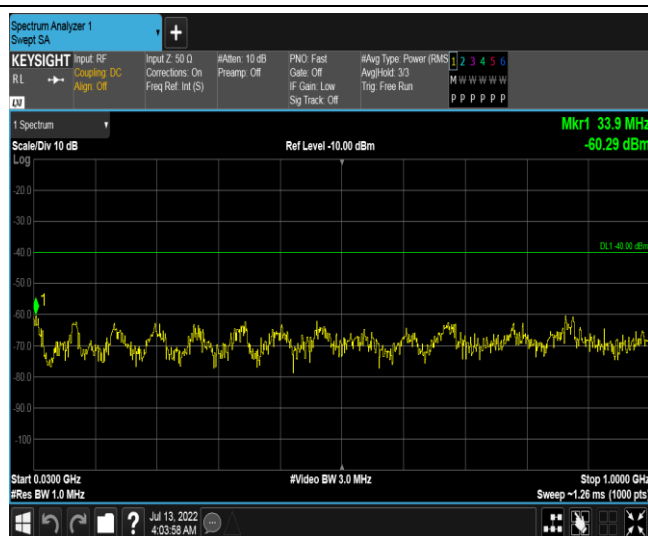 Spectrum Analyzer 1
Swept SA
+
KEYSIGHT
RL
LXI
Input: RF
Coupling: DC
Align: Off
Input Z: 50 Ω
Corrections: On
Freq Ref: Int (S)
#Atten: 10 dB
Preamp: Off
PNO: Fast
Gate: Off
IF Gain: Low
Sig Track: Off
#Avg Type: Power (RMS
Avg|Hold: 3/3
Trig: Free Run
1 2 3 4 5 6
M W W W W W
P P P P P P
1 Spectrum
Mkr1 33.9 MHz
Scale/Div 10 dB
Ref Level -10.00 dBm
-60.29 dBm
Log
-20.0
-30.0
DL1 -40.00 dBm
-40.0
-50.0
1
-60.0
-70.0
-80.0
-90.0
-100
Start 0.0300 GHz
#Video BW 3.0 MHz
Stop 1.0000 GHz
#Res BW 1.0 MHz
Sweep ~1.26 ms (1000 pts)
?
Jul 13, 2022
4:03:58 AM